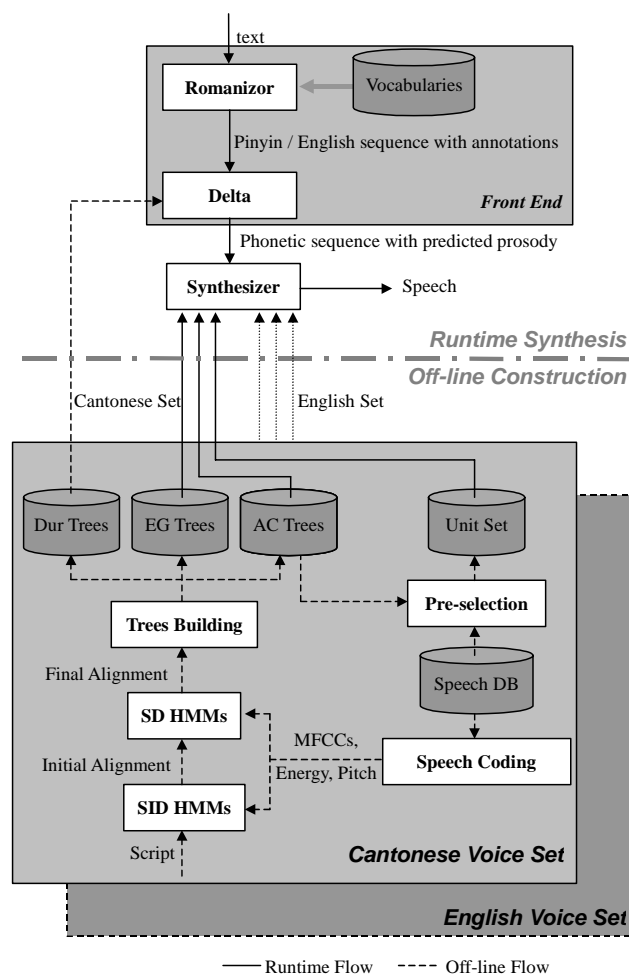 text
Romanizor
Vocabularies
Pinyin / English sequence with annotations
Delta
Front End
Phonetic sequence with predicted prosody
Synthesizer
Speech
Runtime Synthesis
Off-line Construction
Cantonese Set
English Set
Dur Trees
EG Trees
AC Trees
Unit Set
Trees Building
Pre-selection
Final Alignment
Speech DB
SD HMMs
MFCCs,
Energy, Pitch
Speech Coding
Initial Alignment
SID HMMs
Script
Cantonese Voice Set
English Voice Set
Runtime Flow
Off-line Flow